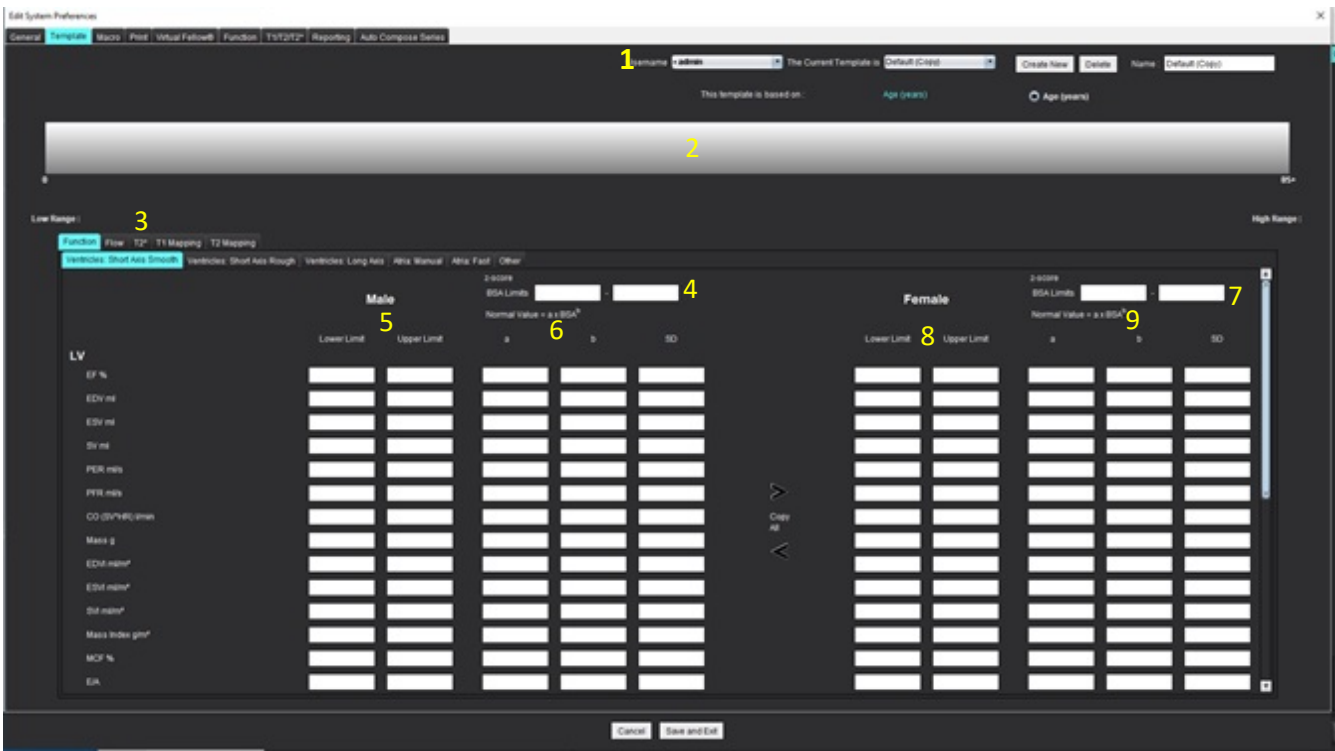 Edit System Preferences
General Template Macro Print Virtual Fellow® Function T1/T2/T2* Reporting Auto Compose Series
1 Username admin The Current Template is Default (Copy) Create New Delete Name Default (Copy)
This template is based on : Age (years) Age (years)
2
0 85+
Low Range : High Range :
3
Function Flow T2* T1 Mapping T2 Mapping
Ventricles: Short Axis Smooth Ventricles: Short Axis Rough Ventricles: Long Axis Atria: Manual Atria: Fast Other
z-score z-score
Male BSA Limits - 4 Female BSA Limits - 7
5 Normal Value = a x BSAᵇ Normal Value = a x BSAᵇ
6 8 9
Lower Limit Upper Limit a b SD Lower Limit Upper Limit a b SD
LV
EF %
EDV ml
ESV ml
SV ml
PER ml/s
PFR ml/s >
CO (SV*HR) l/min Copy All
Mass g <
EDVI ml/m²
ESVI ml/m²
SVI ml/m²
Mass Index g/m²
MCF %
E/A
Cancel Save and Exit